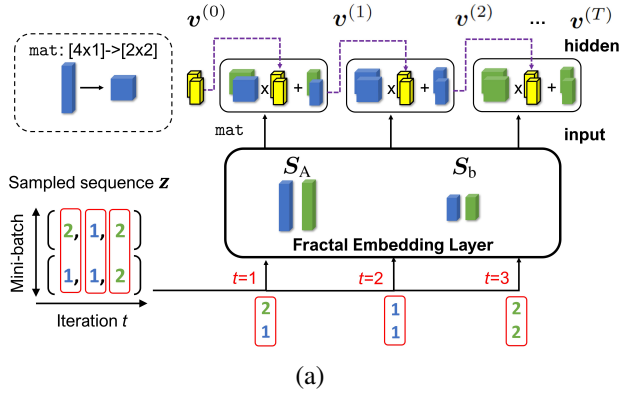 v^(0) v^(1) v^(2) ... v^(T)
mat: [4x1]->[2x2]
hidden
x + x + x +
mat
input
S_A S_b
Sampled sequence z
Fractal Embedding Layer
Mini-batch
2, 1, 2
1, 1, 2
t=1 t=2 t=3
Iteration t
2 1 2
1 1 2
(a)